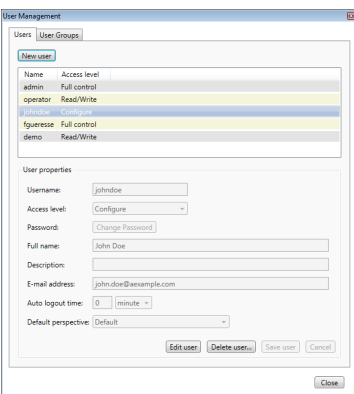 User Management
Users User Groups
New user
Name Access level
admin Full control
operator Read/Write
johndoe Configure
fgueresse Full control
demo Read/Write
User properties
Username: johndoe
Access level: Configure
Password: Change Password
Full name: John Doe
Description:
E-mail address: john.doe@aexample.com
Auto logout time: 0 minute
Default perspective: Default
Edit user Delete user... Save user Cancel
Close